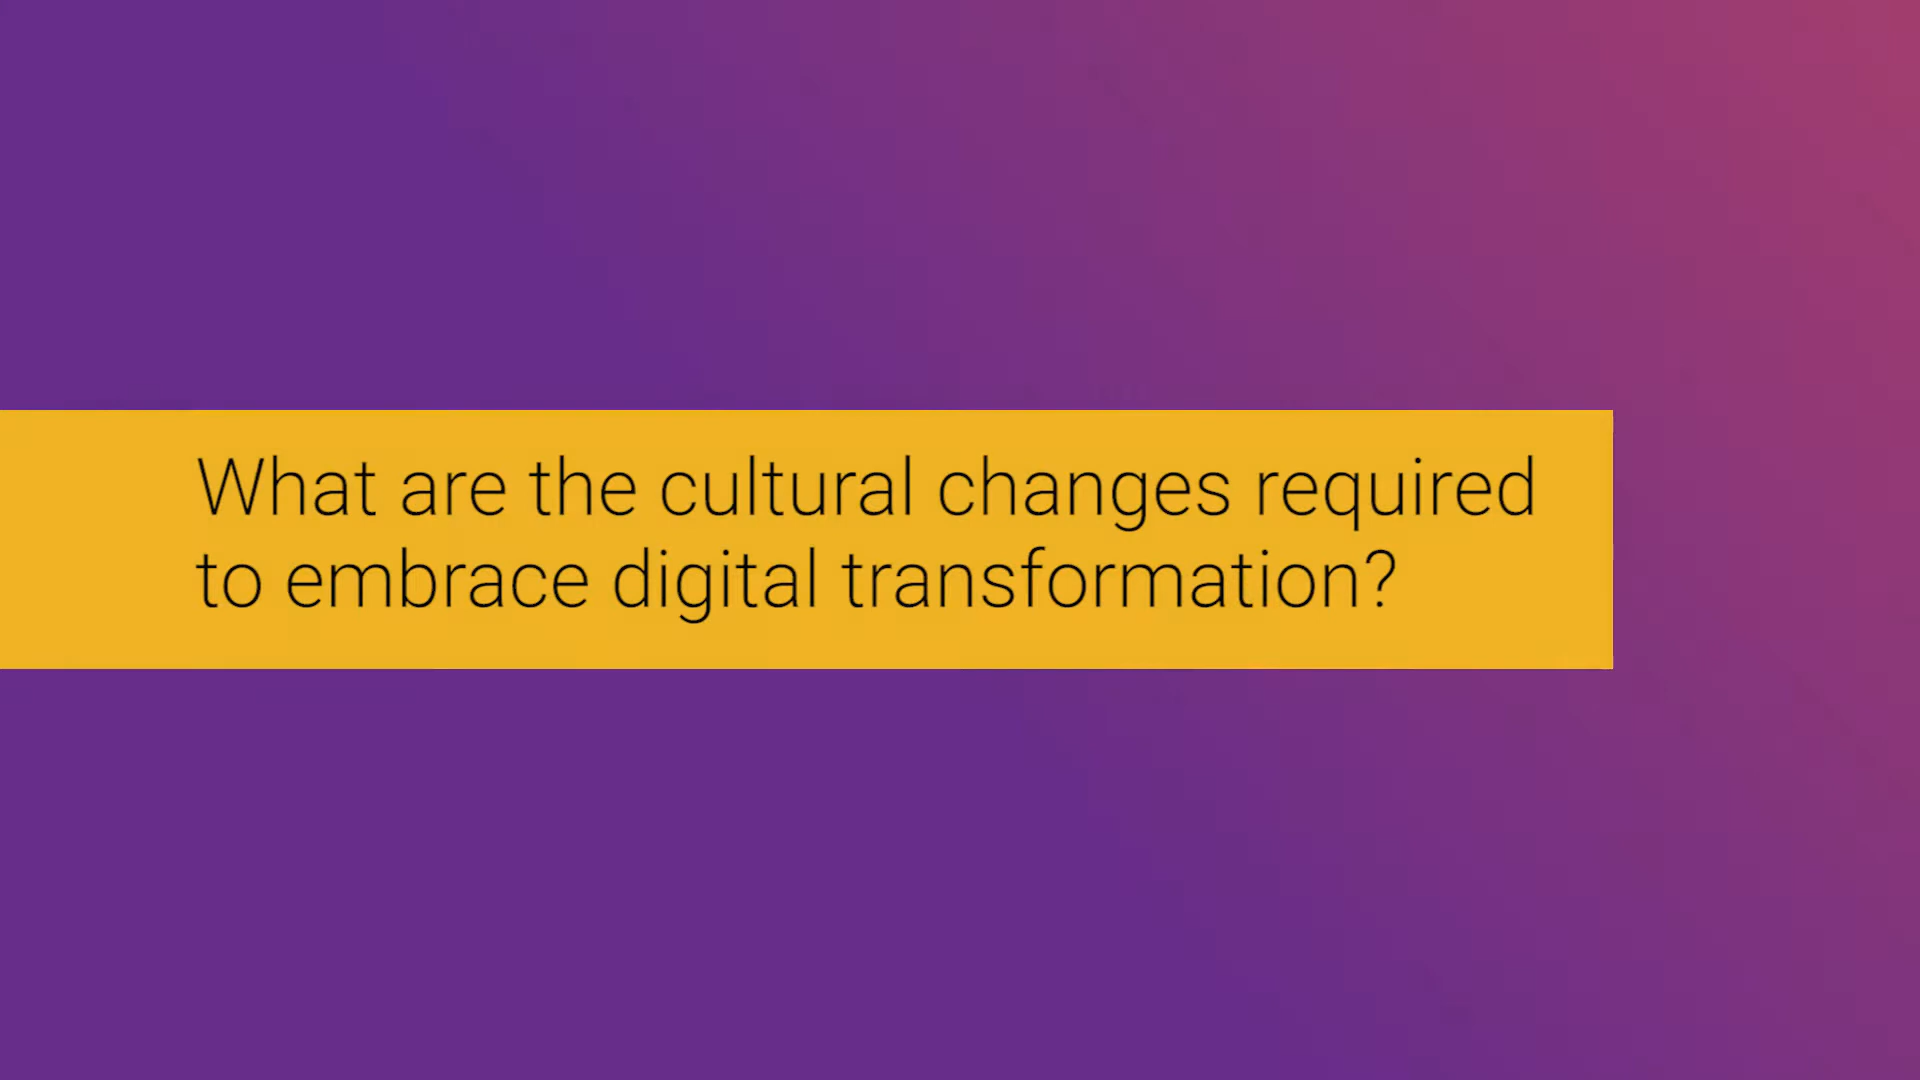 What are the cultural changes required
to embrace digital transformation?